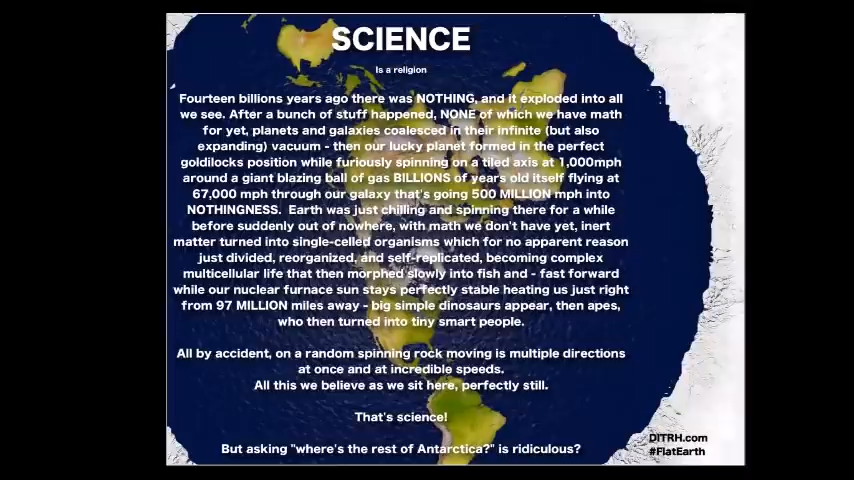 SCIENCE
Is a religion
Fourteen billions years ago there was NOTHING, and it exploded into all
we see. After a bunch of stuff happened, NONE of which we have math
for yet, planets and galaxies coalesced in their infinite (but also
expanding) vacuum - then our lucky planet formed in the perfect
goldilocks position while furiously spinning on a tiled axis at 1,000mph
around a giant blazing ball of gas BILLIONS of years old itself flying at
67,000 mph through our galaxy that's going 500 MILLION mph into
NOTHINGNESS. Earth was just chilling and spinning there for a while
before suddenly out of nowhere, with math we don't have yet, inert
matter turned into single-celled organisms which for no apparent reason
just divided, reorganized, and self-replicated, becoming complex
multicellular life that then morphed slowly into fish and - fast forward
while our nuclear furnace sun stays perfectly stable heating us just right
from 97 MILLION miles away - big simple dinosaurs appear, then apes,
who then turned into tiny smart people.
All by accident, on a random spinning rock moving is multiple directions
at once and at incredible speeds.
All this we believe as we sit here, perfectly still.
That's science!
But asking "where's the rest of Antarctica?" is ridiculous?
DITRH.com
#FlatEarth